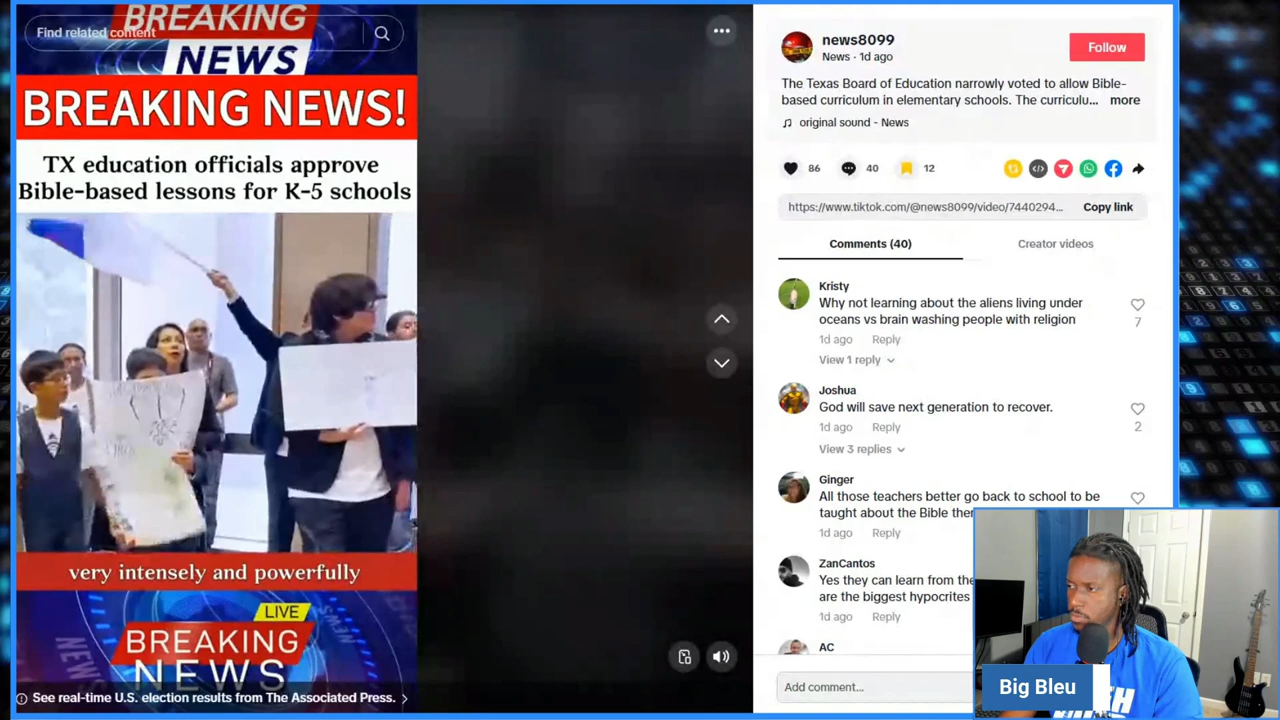 BREAKING
Find related content
NEWS
BREAKING NEWS!
TX education officials approve
Bible-based lessons for K-5 schools
very intensely and powerfully
LIVE
BREAKING
NEWS
See real-time U.S. election results from The Associated Press.
news8099
News · 1d ago
Follow
The Texas Board of Education narrowly voted to allow Bible-
based curriculum in elementary schools. The curriculu... more
original sound - News
86
40
12
https://www.tiktok.com/@news8099/video/7440294...
Copy link
Comments (40)
Creator videos
Kristy
Why not learning about the aliens living under
oceans vs brain washing people with religion
7
1d ago Reply
View 1 reply
Joshua
God will save next generation to recover.
2
1d ago Reply
View 3 replies
Ginger
All those teachers better go back to school to be
taught about the Bible
1d ago Reply
ZanCantos
Yes they can learn from
are the biggest hypocrites
1d ago Reply
AC
Add comment...
Big Bleu